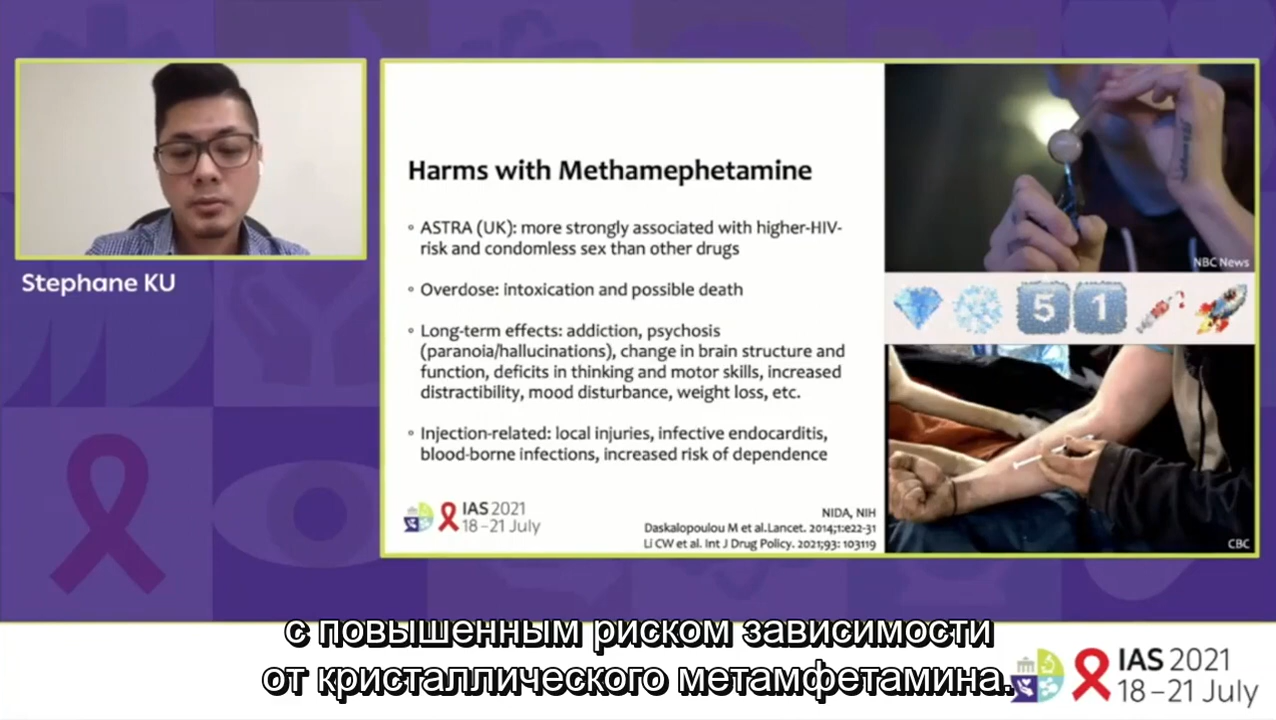 Stephane KU
Harms with Methamephetamine
◦ ASTRA (UK): more strongly associated with higher-HIV-
risk and condomless sex than other drugs
◦ Overdose: intoxication and possible death
◦ Long-term effects: addiction, psychosis
(paranoia/hallucinations), change in brain structure and
function, deficits in thinking and motor skills, increased
distractibility, mood disturbance, weight loss, etc.
◦ Injection-related: local injuries, infective endocarditis,
blood-borne infections, increased risk of dependence
IAS 2021
18–21 July
NIDA, NIH
Daskalopoulou M et al.Lancet. 2014;1:e22-31
Li CW et al. Int J Drug Policy. 2021;93: 103119
NBC News
5 1
CBC
с повышенным риском зависимости
от кристаллического метамфетамина.
IAS 2021
18–21 July